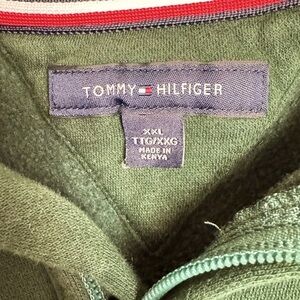 TOMMY HILFIGER
XXL
TTG/XXG
MADE IN
KENYA